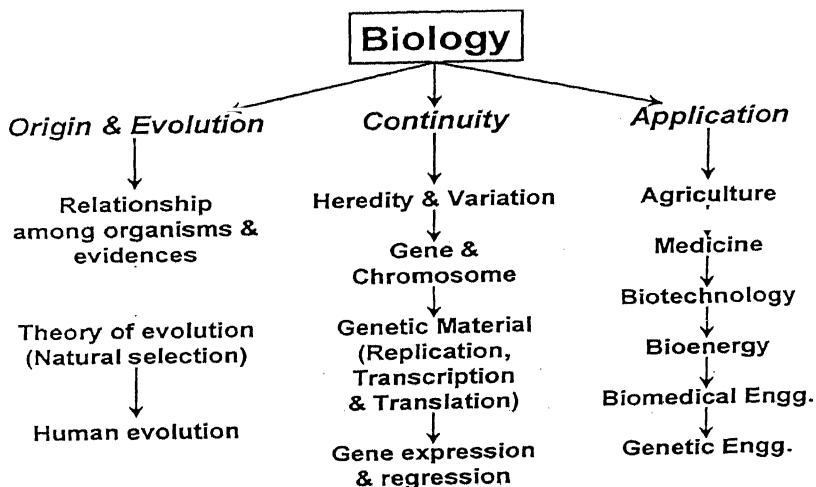 Biology
Origin & Evolution
Relationship
among organisms &
evidences
Theory of evolution
(Natural selection)
Human evolution
Continuity
Heredity & Variation
Gene &
Chromosome
Genetic Material
(Replication,
Transcription
& Translation)
Gene expression
& regression
Application
Agriculture
Medicine
Biotechnology
Bioenergy
Biomedical Engg.
Genetic Engg.